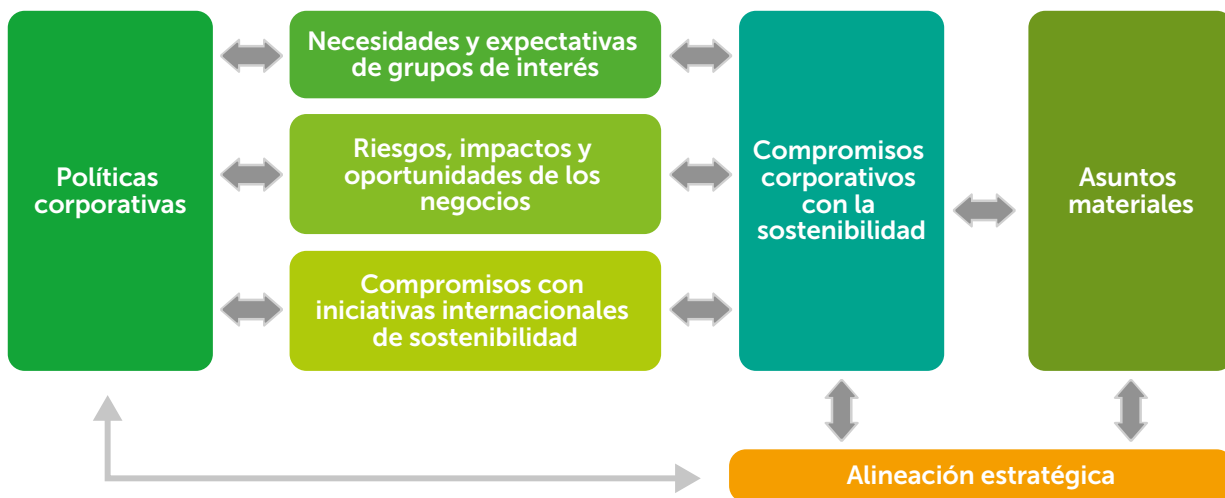 Políticas
corporativas
Necesidades y expectativas
de grupos de interés
Riesgos, impactos y
oportunidades de los
negocios
Compromisos con
iniciativas internacionales
de sostenibilidad
Compromisos
corporativos
con la
sostenibilidad
Asuntos
materiales
Alineación estratégica